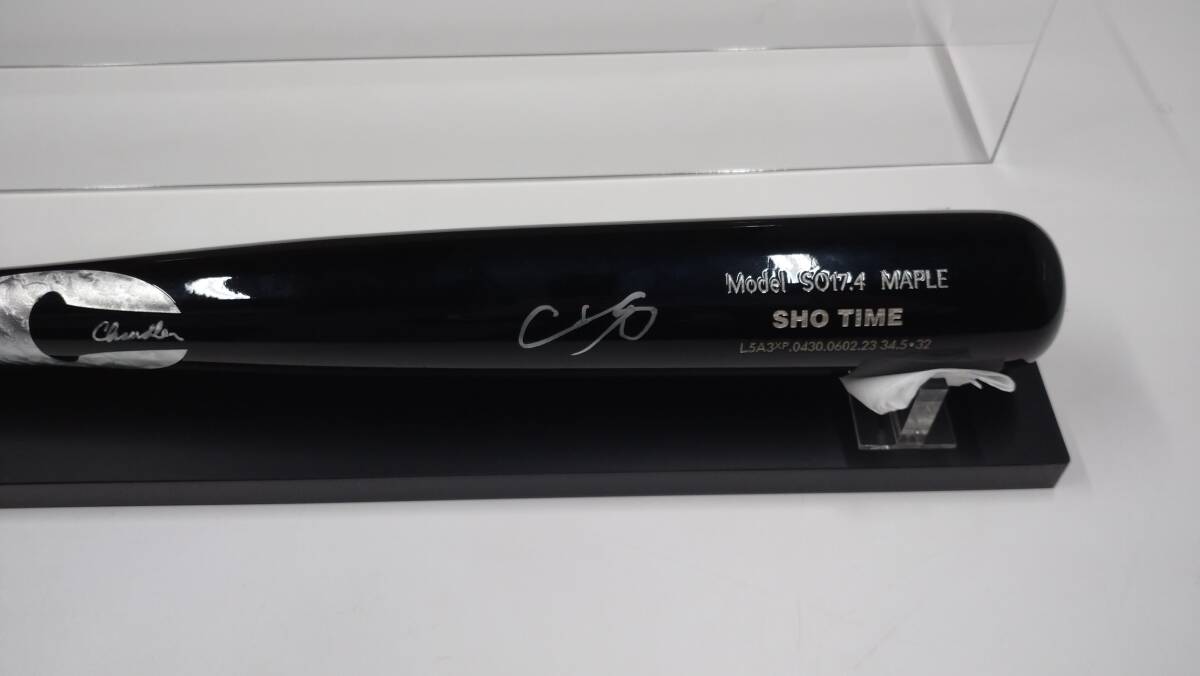 Chandler
Model SO17.4 MAPLE
SHO TIME
L5A3XP.0430.0602.23 34.5•32